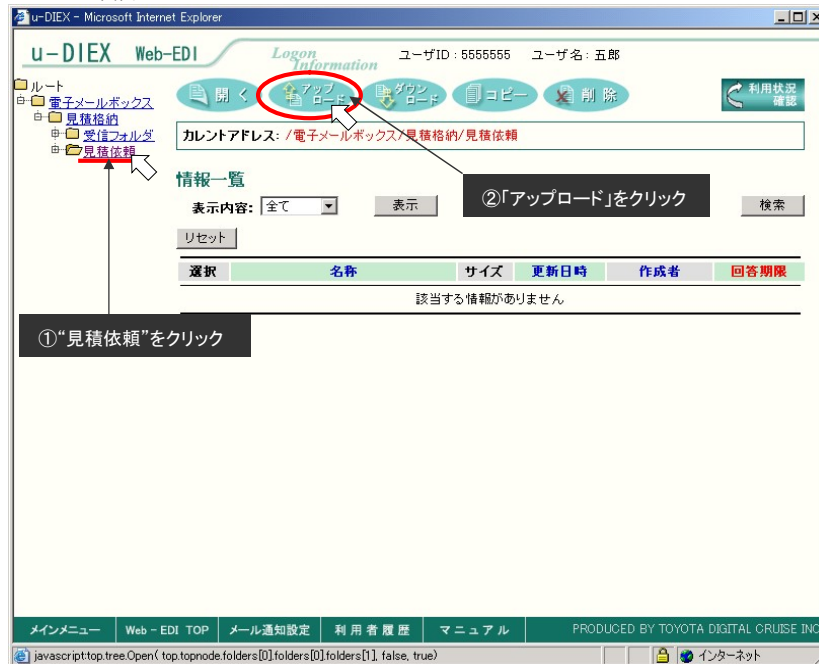 u-DIEX - Microsoft Internet Explorer
u-DIEX Web-EDI
Logon Information
ユーザID：5555555 ユーザ名：五郎
ルート
電子メールボックス
見積格納
受信フォルダ
見積依頼
開く
アップロード
ダウンロード
コピー
削除
利用状況確認
カレントアドレス：/電子メールボックス/見積格納/見積依頼
情報一覧
表示内容： 全て 表示
②「アップロード」をクリック
検索
リセット
選択 名称 サイズ 更新日時 作成者 回答期限
該当する情報がありません
①“見積依頼”をクリック
メインメニュー Web－EDI TOP メール通知設定 利用者履歴 マニュアル PRODUCED BY TOYOTA DIGITAL CRUISE INC
javascript:top.tree.Open( top.topnode.folders[0].folders[0].folders[1], false, true) インターネット